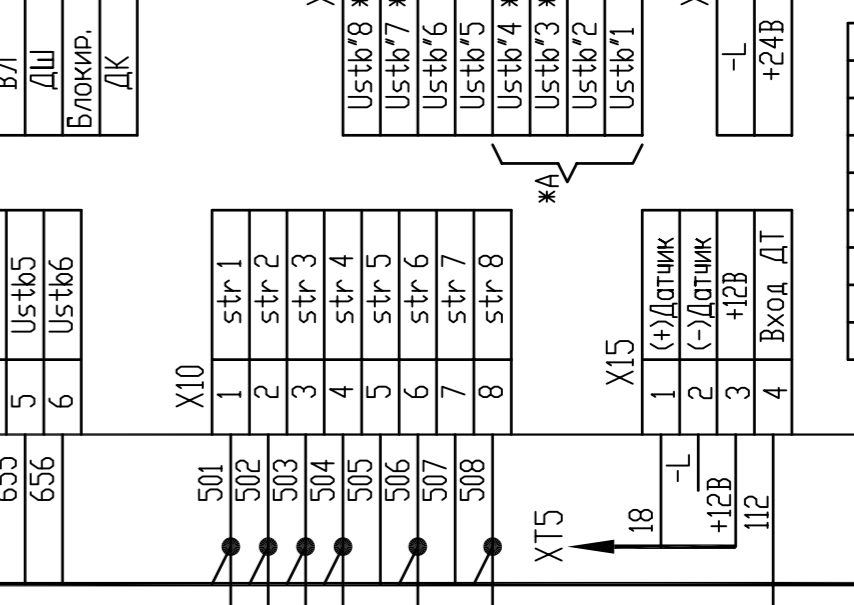 ДШ
Блокир.
ДК
Ustb"8 *
Ustb"7 *
Ustb"6
Ustb"5
Ustb"4 *
Ustb"3 *
Ustb"2
Ustb"1
*A
-L
+24В
5 Ustb5
6 Ustb6
655
656
X10
1 str 1
2 str 2
3 str 3
4 str 4
5 str 5
6 str 6
7 str 7
8 str 8
501
502
503
504
505
506
507
508
X15
1 (+)Датчик
2 (-)Датчик
3 +12В
4 Вход ДТ
XT5
18
-L
+12В
112